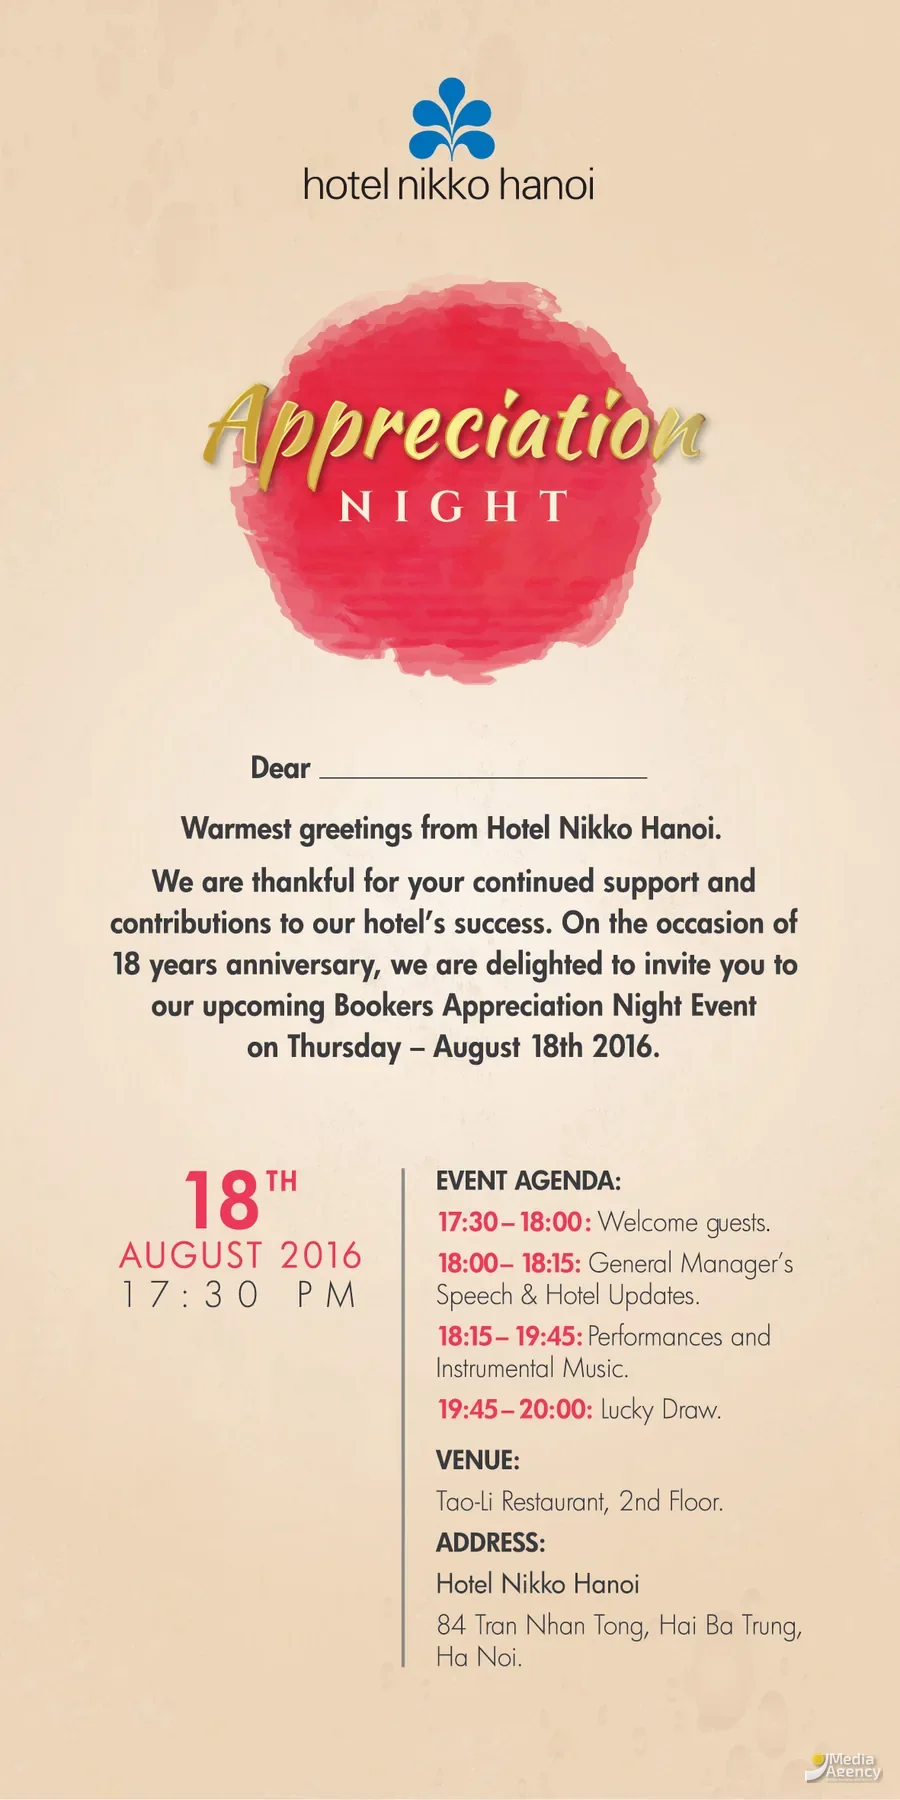 hotel nikko hanoi
Appreciation
NIGHT
Dear
Warmest greetings from Hotel Nikko Hanoi.
We are thankful for your continued support and
contributions to our hotel’s success. On the occasion of
18 years anniversary, we are delighted to invite you to
our upcoming Bookers Appreciation Night Event
on Thursday – August 18th 2016.
18TH
AUGUST 2016
17:30 PM
EVENT AGENDA:
17:30 – 18:00: Welcome guests.
18:00 – 18:15: General Manager’s
Speech & Hotel Updates.
18:15 – 19:45: Performances and
Instrumental Music.
19:45 – 20:00: Lucky Draw.
VENUE:
Tao-Li Restaurant, 2nd Floor.
ADDRESS:
Hotel Nikko Hanoi
84 Tran Nhan Tong, Hai Ba Trung,
Ha Noi.
Media
Agency